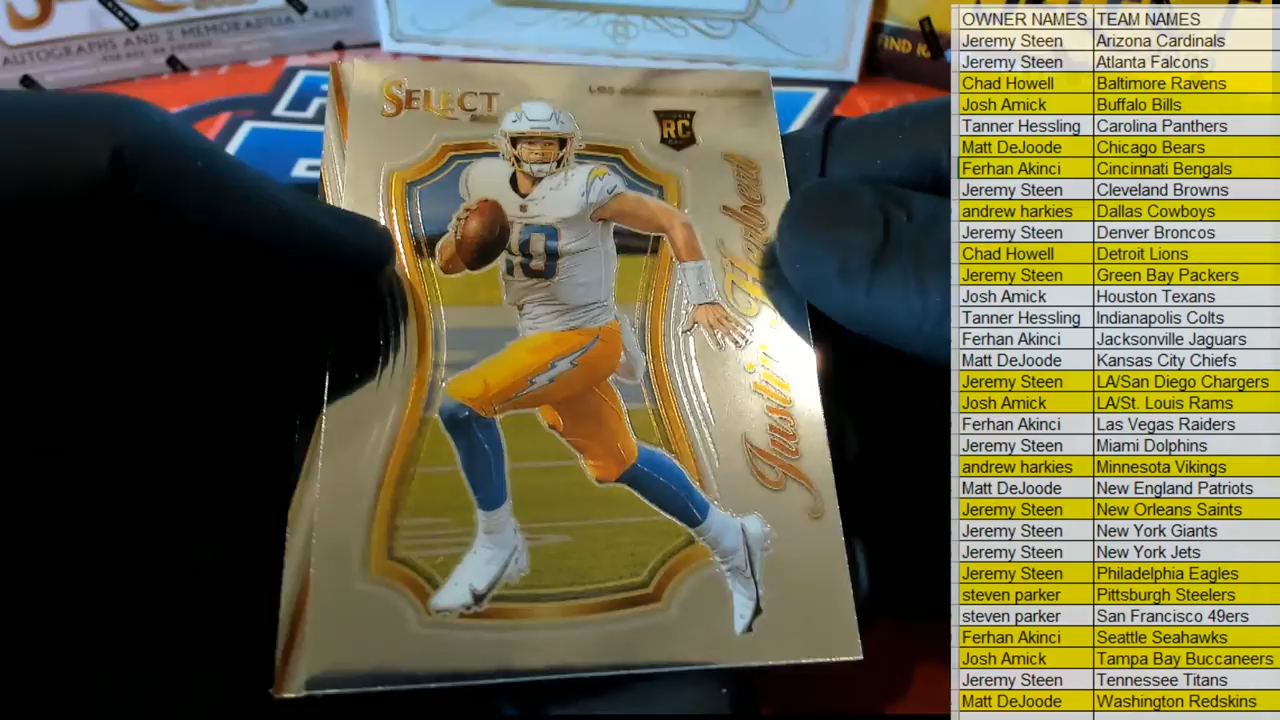 AUTOGRAPHS AND 2 MEMORABILIA CARDS
FIND
SELECT
RC
Justin Herbert
10
OWNER NAMES TEAM NAMES
Jeremy Steen Arizona Cardinals
Jeremy Steen Atlanta Falcons
Chad Howell Baltimore Ravens
Josh Amick Buffalo Bills
Tanner Hessling Carolina Panthers
Matt DeJoode Chicago Bears
Ferhan Akinci Cincinnati Bengals
Jeremy Steen Cleveland Browns
andrew harkies Dallas Cowboys
Jeremy Steen Denver Broncos
Chad Howell Detroit Lions
Jeremy Steen Green Bay Packers
Josh Amick Houston Texans
Tanner Hessling Indianapolis Colts
Ferhan Akinci Jacksonville Jaguars
Matt DeJoode Kansas City Chiefs
Jeremy Steen LA/San Diego Chargers
Josh Amick LA/St. Louis Rams
Ferhan Akinci Las Vegas Raiders
Jeremy Steen Miami Dolphins
andrew harkies Minnesota Vikings
Matt DeJoode New England Patriots
Jeremy Steen New Orleans Saints
Jeremy Steen New York Giants
Jeremy Steen New York Jets
Jeremy Steen Philadelphia Eagles
steven parker Pittsburgh Steelers
steven parker San Francisco 49ers
Ferhan Akinci Seattle Seahawks
Josh Amick Tampa Bay Buccaneers
Jeremy Steen Tennessee Titans
Matt DeJoode Washington Redskins